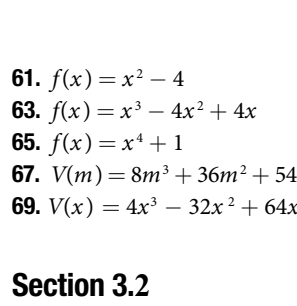 61. f(x) = x² − 4
63. f(x) = x³ − 4x² + 4x
65. f(x) = x⁴ + 1
67. V(m) = 8m³ + 36m² + 54
69. V(x) = 4x³ − 32x² + 64x
Section 3.2